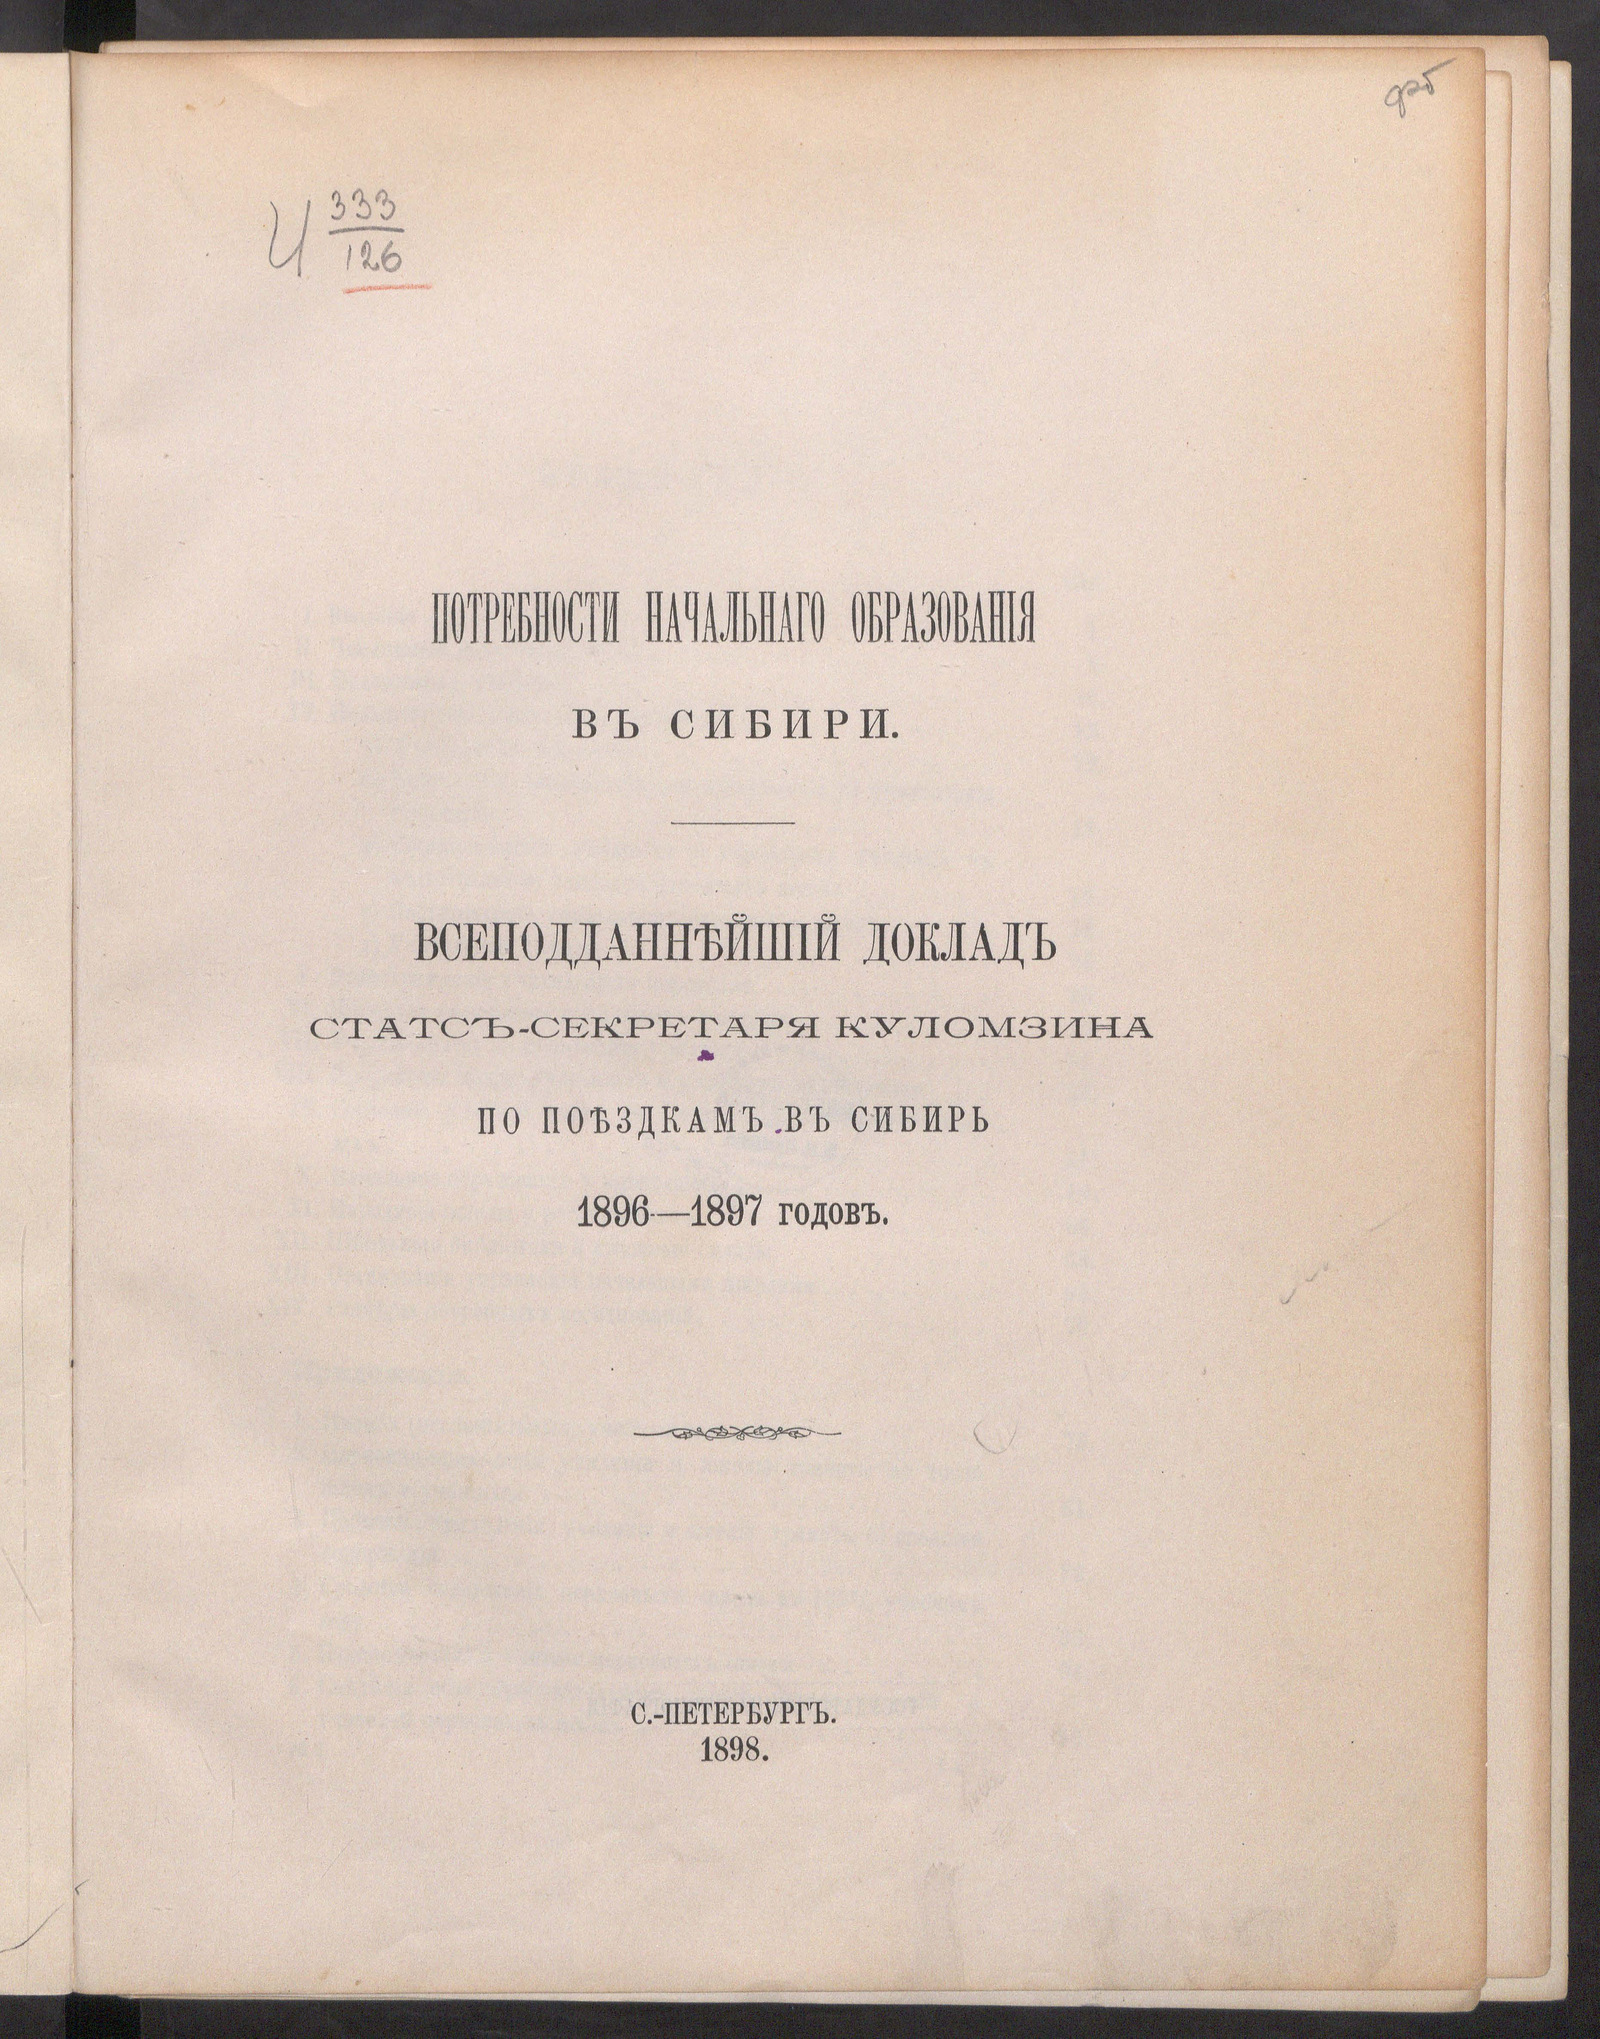 И 333
126
ПОТРЕБНОСТИ НАЧАЛЬНАГО ОБРАЗОВАНІЯ
ВЪ СИБИРИ.
ВСЕПОДДАННѢЙШІЙ ДОКЛАДЪ
СТАТСЪ-СЕКРЕТАРЯ КУЛОМЗИНА
ПО ПОѢЗДКАМЪ ВЪ СИБИРЬ
1896—1897 ГОДОВЪ.
С.-ПЕТЕРБУРГЪ.
1898.